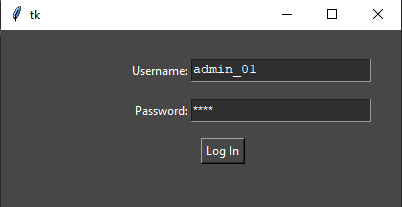 tk
Username: admin_01
Password: ****
Log In